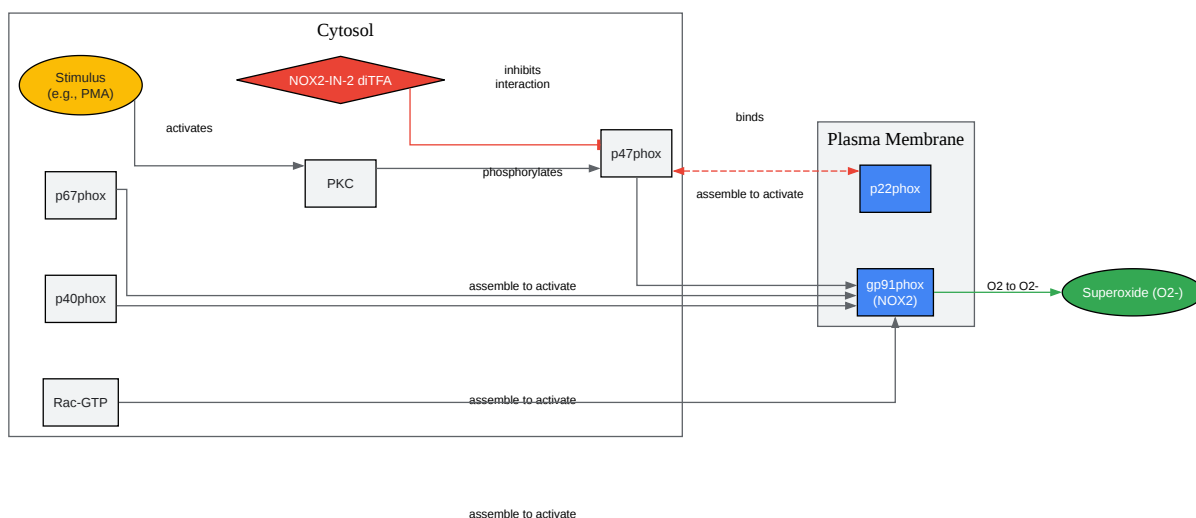 Cytosol
Stimulus
(e.g., PMA)
NOX2-IN-2 diTFA
inhibits
interaction
activates
binds
Plasma Membrane
p47phox
PKC
phosphorylates
p22phox
p67phox
assemble to activate
p40phox
assemble to activate
gp91phox
(NOX2)
O2 to O2-
Superoxide (O2-)
Rac-GTP
assemble to activate
assemble to activate